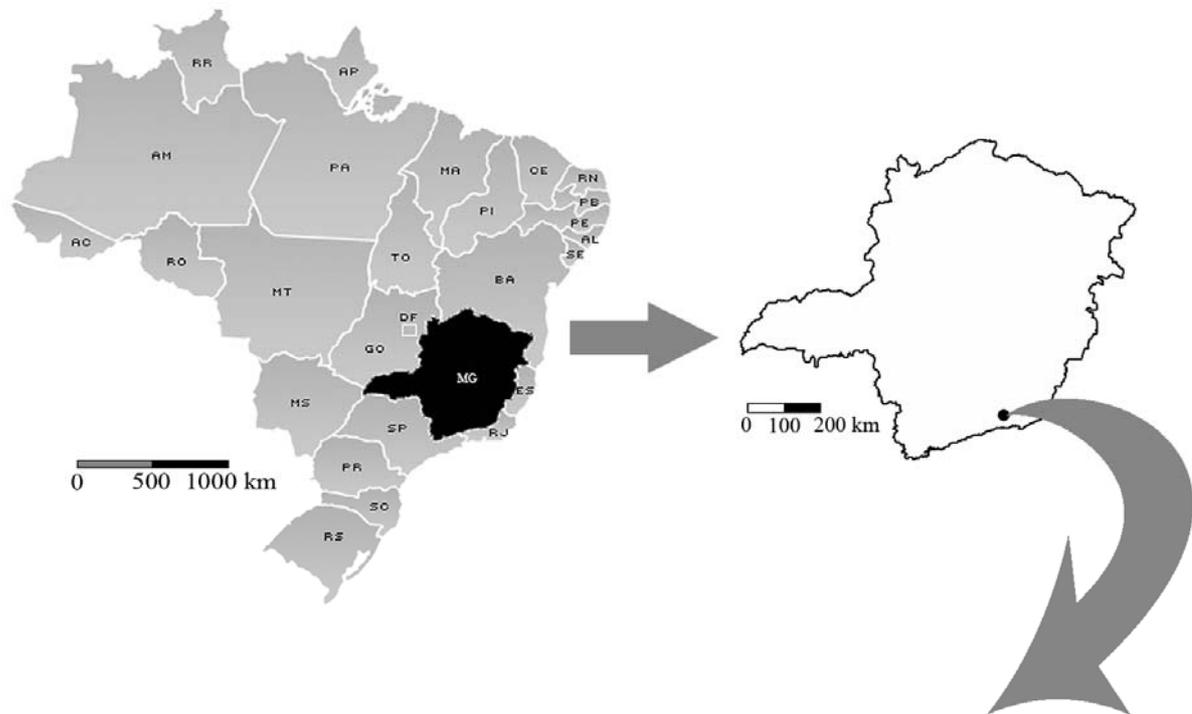 RR
AP
AM
PA
MA
CE
RN
PB
PI
PE
AL
SE
AC
RO
TO
BA
MT
DF
GO
MG
ES
MS
SP
RJ
PR
SC
RS
0 500 1000 km
0 100 200 km